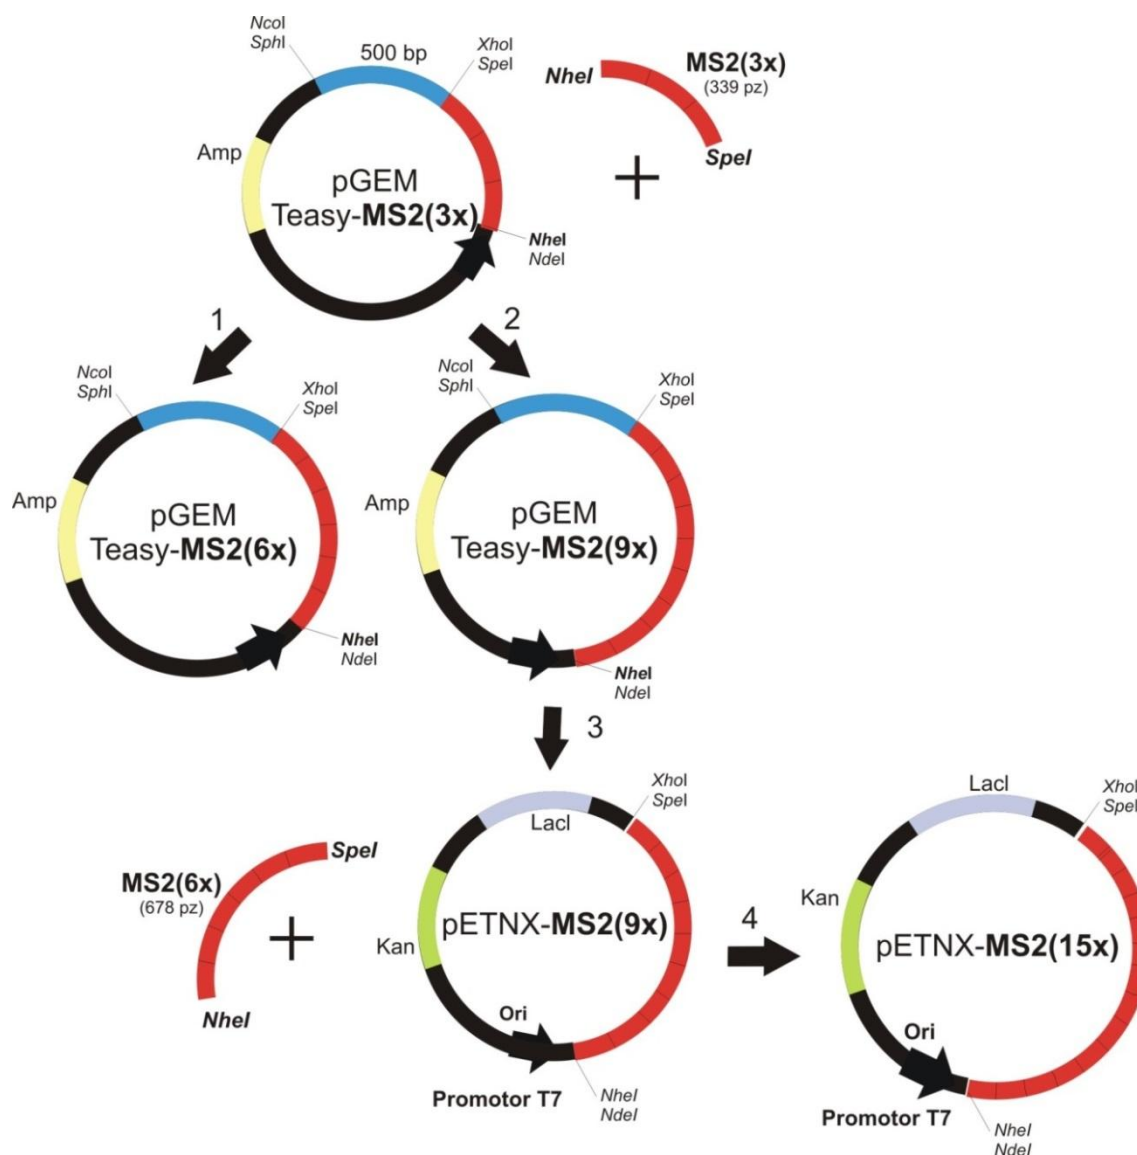 NcoI
SphI
500 bp
XhoI
SpeI
NheI
MS2(3x)
(339 pz)
SpeI
Amp
pGEM
Teasy-MS2(3x)
NheI
NdeI
1
2
NcoI
SphI
XhoI
SpeI
NcoI
SphI
XhoI
SpeI
Amp
pGEM
Teasy-MS2(6x)
Amp
pGEM
Teasy-MS2(9x)
NheI
NdeI
NheI
NdeI
3
XhoI
SpeI
LacI
XhoI
SpeI
LacI
SpeI
MS2(6x)
(678 pz)
NheI
Kan
pETNX-MS2(9x)
4
Kan
pETNX-MS2(15x)
Ori
Promotor T7
NheI
NdeI
Ori
Promotor T7
NheI
NdeI